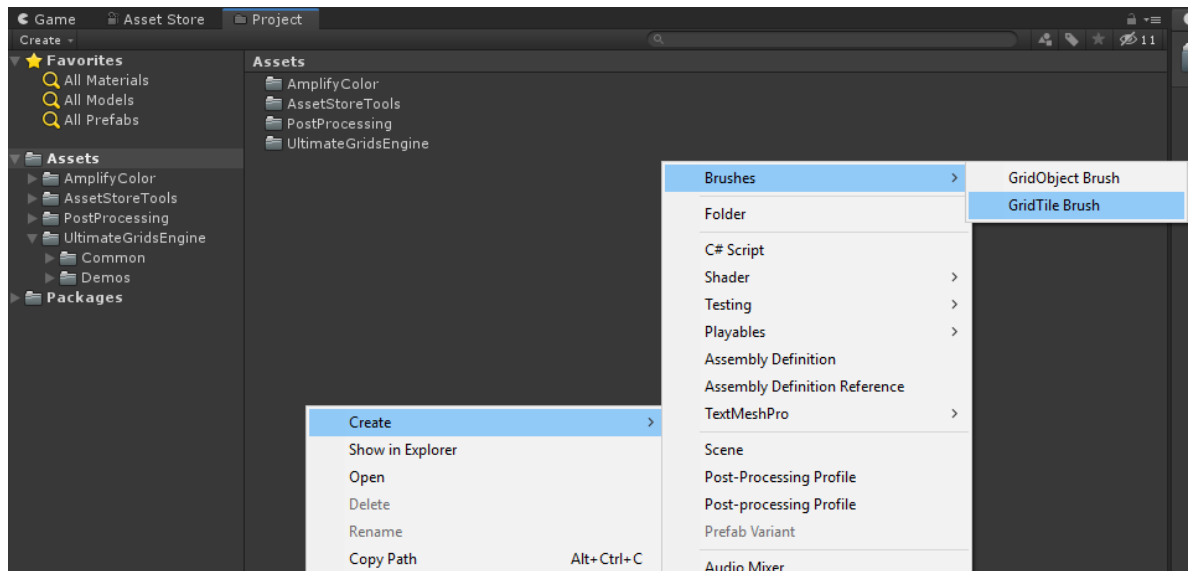 Game Asset Store Project
Create 11
Favorites
All Materials
All Models
All Prefabs
Assets
AmplifyColor
AssetStoreTools
PostProcessing
UltimateGridsEngine
Common
Demos
Packages
Assets
AmplifyColor
AssetStoreTools
PostProcessing
UltimateGridsEngine
Create
Show in Explorer
Open
Delete
Rename
Copy Path Alt+Ctrl+C
Brushes
Folder
C# Script
Shader
Testing
Playables
Assembly Definition
Assembly Definition Reference
TextMeshPro
Scene
Post-Processing Profile
Post-processing Profile
Prefab Variant
Audio Mixer
GridObject Brush
GridTile Brush